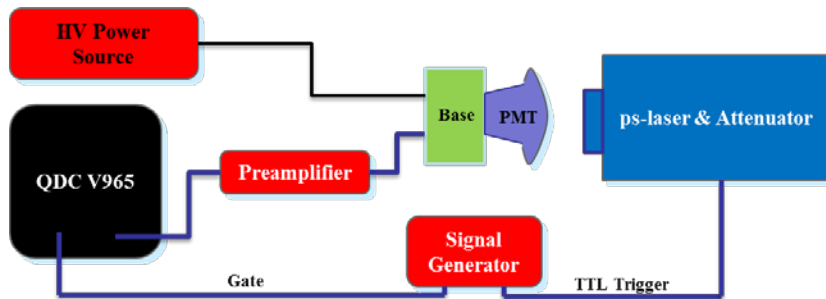 HV Power
Source
QDC V965
Preamplifier
Base
PMT
ps-laser & Attenuator
Signal
Generator
Gate
TTL Trigger